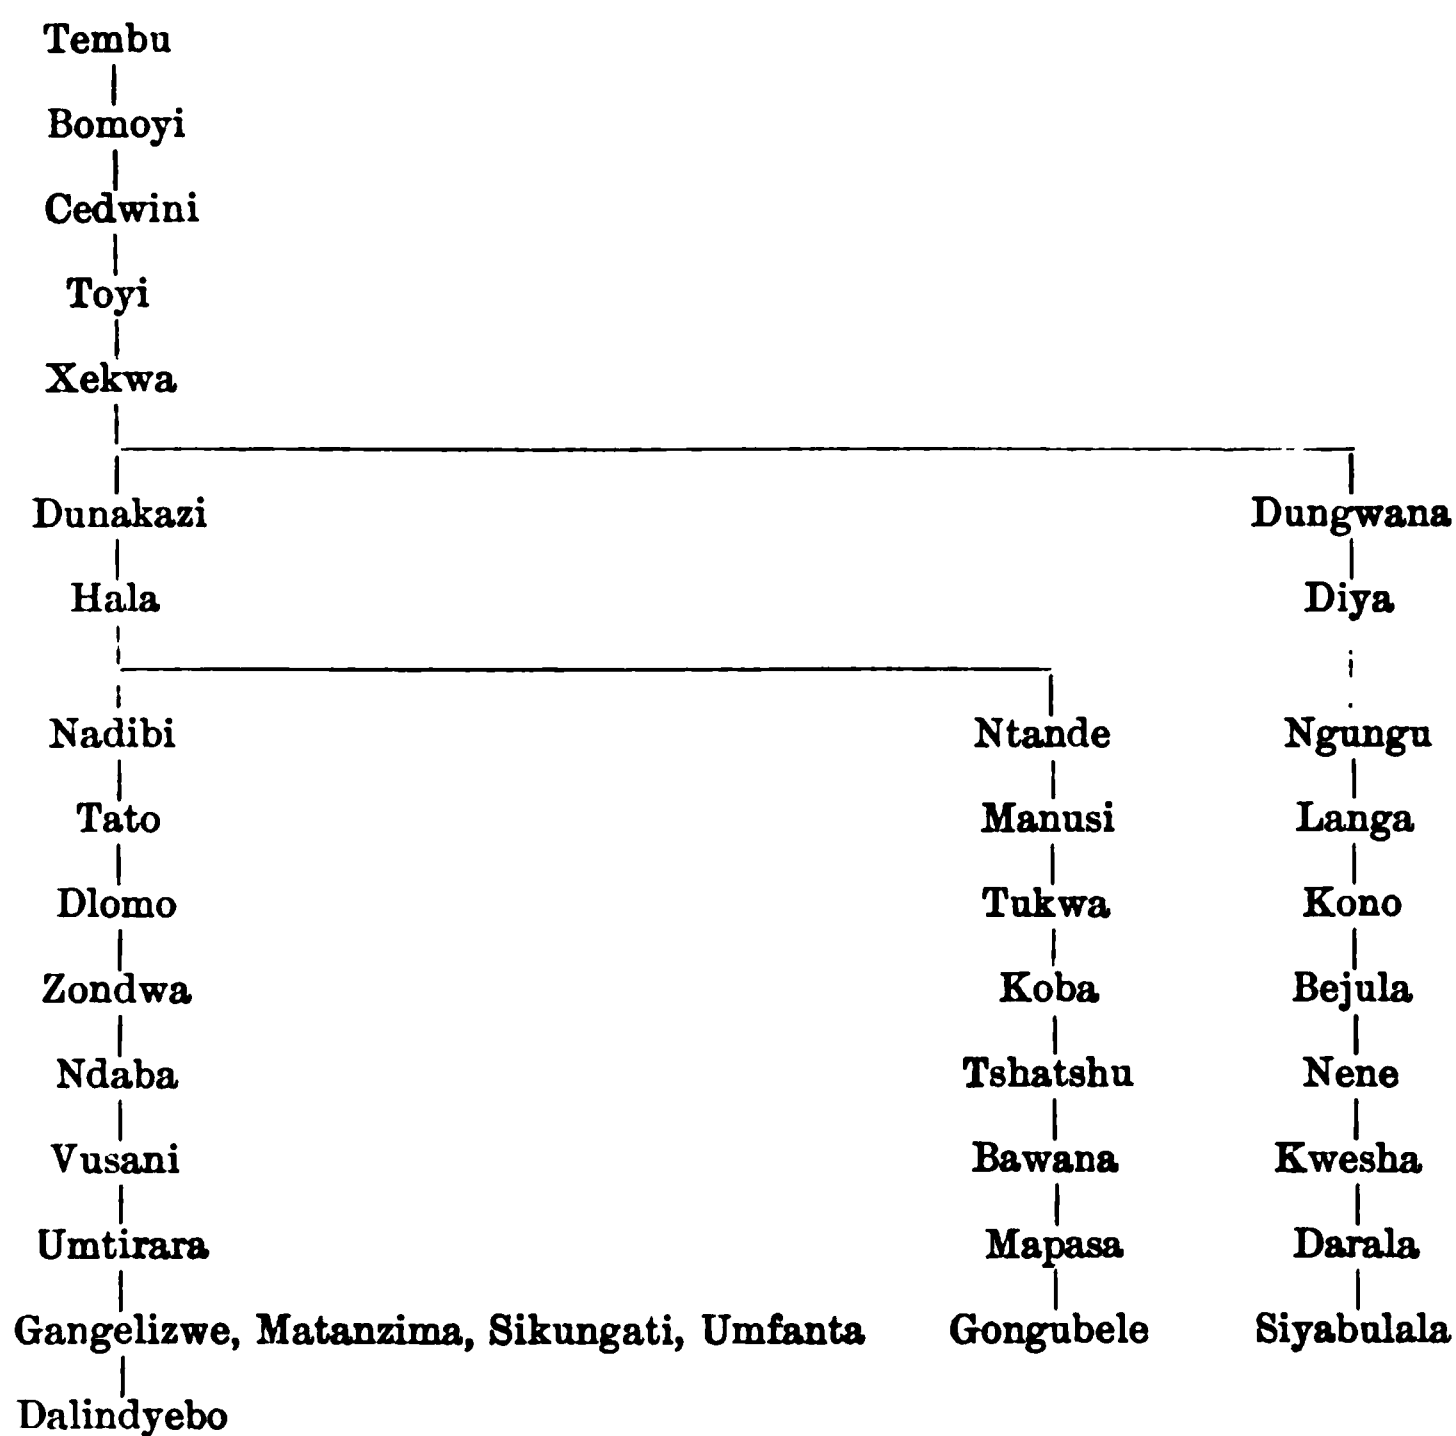 Tembu
Bomoyi
Cedwini
Toyi
Xekwa
Dunakazi Dungwana
Hala Diya
Nadibi Ntande Ngungu
Tato Manusi Langa
Dlomo Tukwa Kono
Zondwa Koba Bejula
Ndaba Tshatshu Nene
Vusani Bawana Kwesha
Umtirara Mapasa Darala
Gangelizwe, Matanzima, Sikungati, Umfanta Gongubele Siyabulala
Dalindyebo